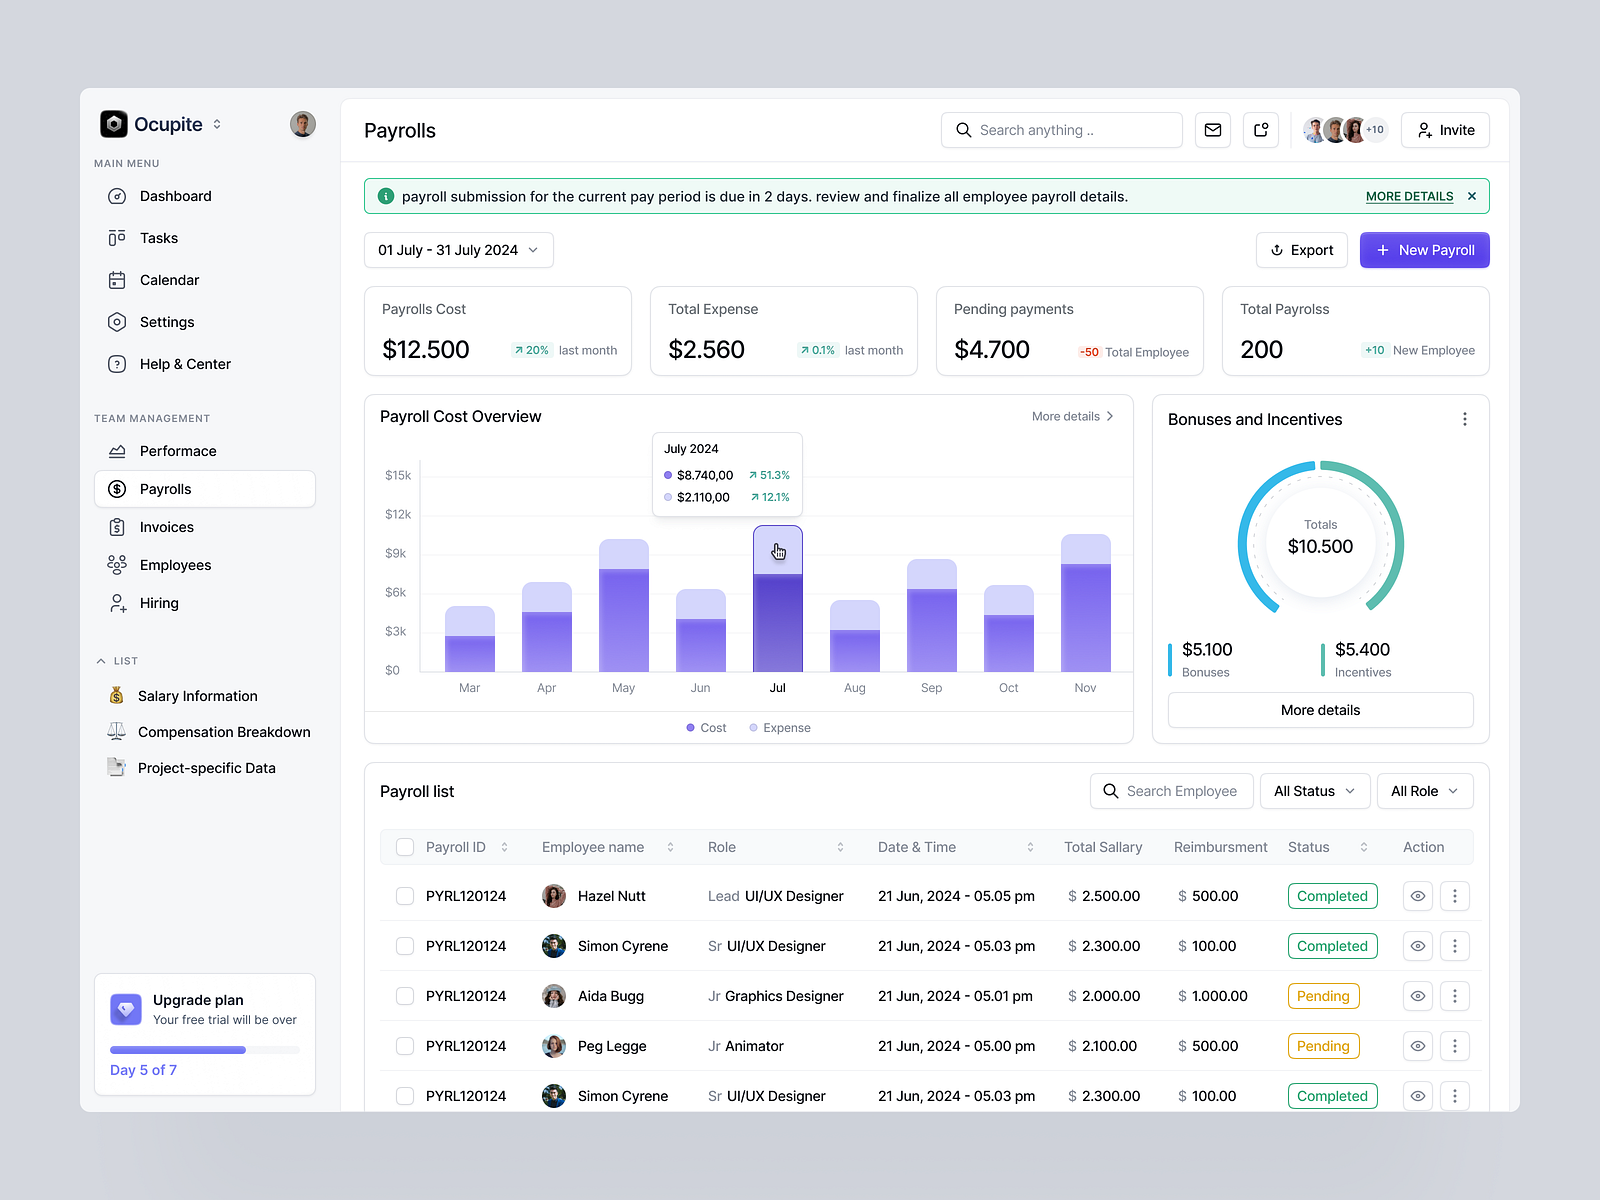 Ocupite
MAIN MENU
Dashboard
Tasks
Calendar
Settings
Help & Center
TEAM MANAGEMENT
Performace
Payrolls
Invoices
Employees
Hiring
LIST
Salary Information
Compensation Breakdown
Project-specific Data
Upgrade plan
Your free trial will be over
Day 5 of 7
Payrolls
Search anything ..
+10
Invite
payroll submission for the current pay period is due in 2 days. review and finalize all employee payroll details.
MORE DETAILS
01 July - 31 July 2024
Export
New Payroll
Payrolls Cost
$12.500
20% last month
Total Expense
$2.560
0.1% last month
Pending payments
$4.700
-50 Total Employee
Total Payrolss
200
+10 New Employee
Payroll Cost Overview
More details
July 2024
$8.740,00 51.3%
$2.110,00 12.1%
$15k
$12k
$9k
$6k
$3k
$0
Mar Apr May Jun Jul Aug Sep Oct Nov
Cost Expense
Bonuses and Incentives
Totals
$10.500
$5.100
Bonuses
$5.400
Incentives
More details
Payroll list
Search Employee
All Status
All Role
Payroll ID Employee name Role Date & Time Total Sallary Reimbursment Status Action
PYRL120124 Hazel Nutt Lead UI/UX Designer 21 Jun, 2024 - 05.05 pm $ 2.500.00 $ 500.00 Completed
PYRL120124 Simon Cyrene Sr UI/UX Designer 21 Jun, 2024 - 05.03 pm $ 2.300.00 $ 100.00 Completed
PYRL120124 Aida Bugg Jr Graphics Designer 21 Jun, 2024 - 05.01 pm $ 2.000.00 $ 1.000.00 Pending
PYRL120124 Peg Legge Jr Animator 21 Jun, 2024 - 05.00 pm $ 2.100.00 $ 500.00 Pending
PYRL120124 Simon Cyrene Sr UI/UX Designer 21 Jun, 2024 - 05.03 pm $ 2.300.00 $ 100.00 Completed